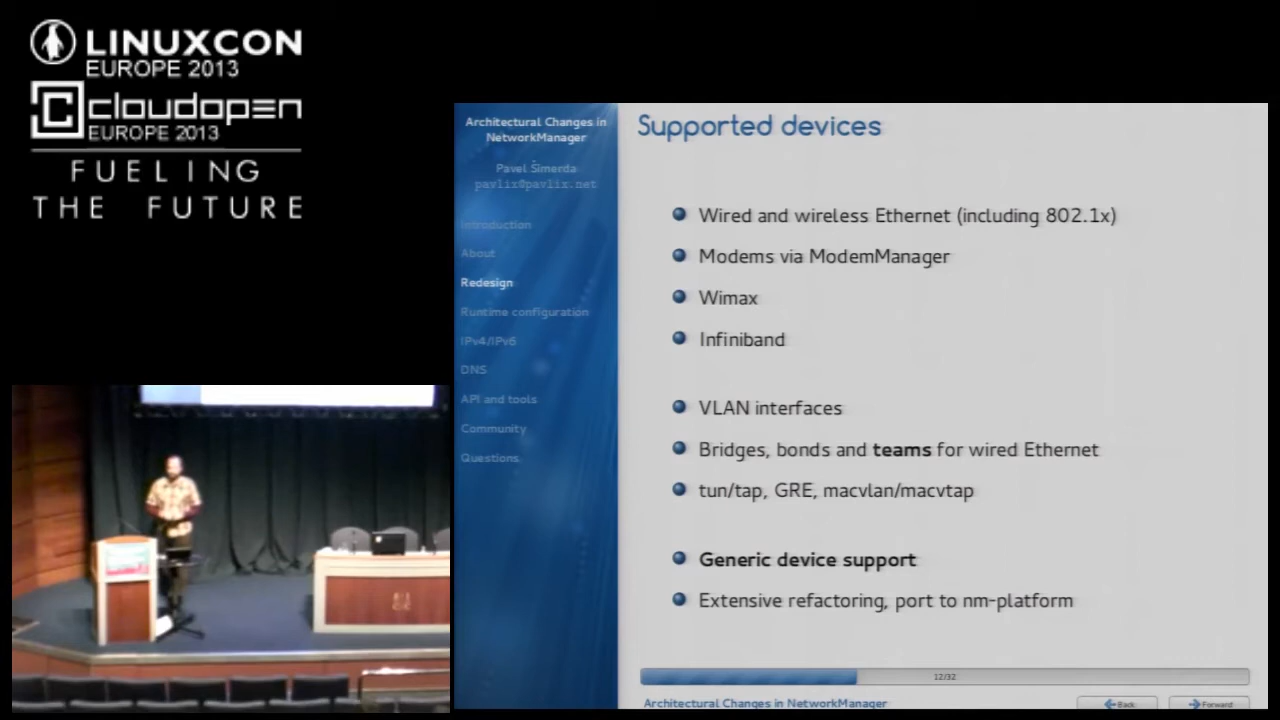 LINUXCON
EUROPE 2013
cloudopen
EUROPE 2013
FUELING
THE FUTURE
Architectural Changes in
NetworkManager
Pavel Šimerda
pavlix@pavlix.net
Introduction
About
Redesign
Runtime configuration
IPv4/IPv6
DNS
API and tools
Community
Questions
Supported devices
Wired and wireless Ethernet (including 802.1x)
Modems via ModemManager
Wimax
Infiniband
VLAN interfaces
Bridges, bonds and teams for wired Ethernet
tun/tap, GRE, macvlan/macvtap
Generic device support
Extensive refactoring, port to nm-platform
12/32
Architectural Changes in NetworkManager
Back
Forward